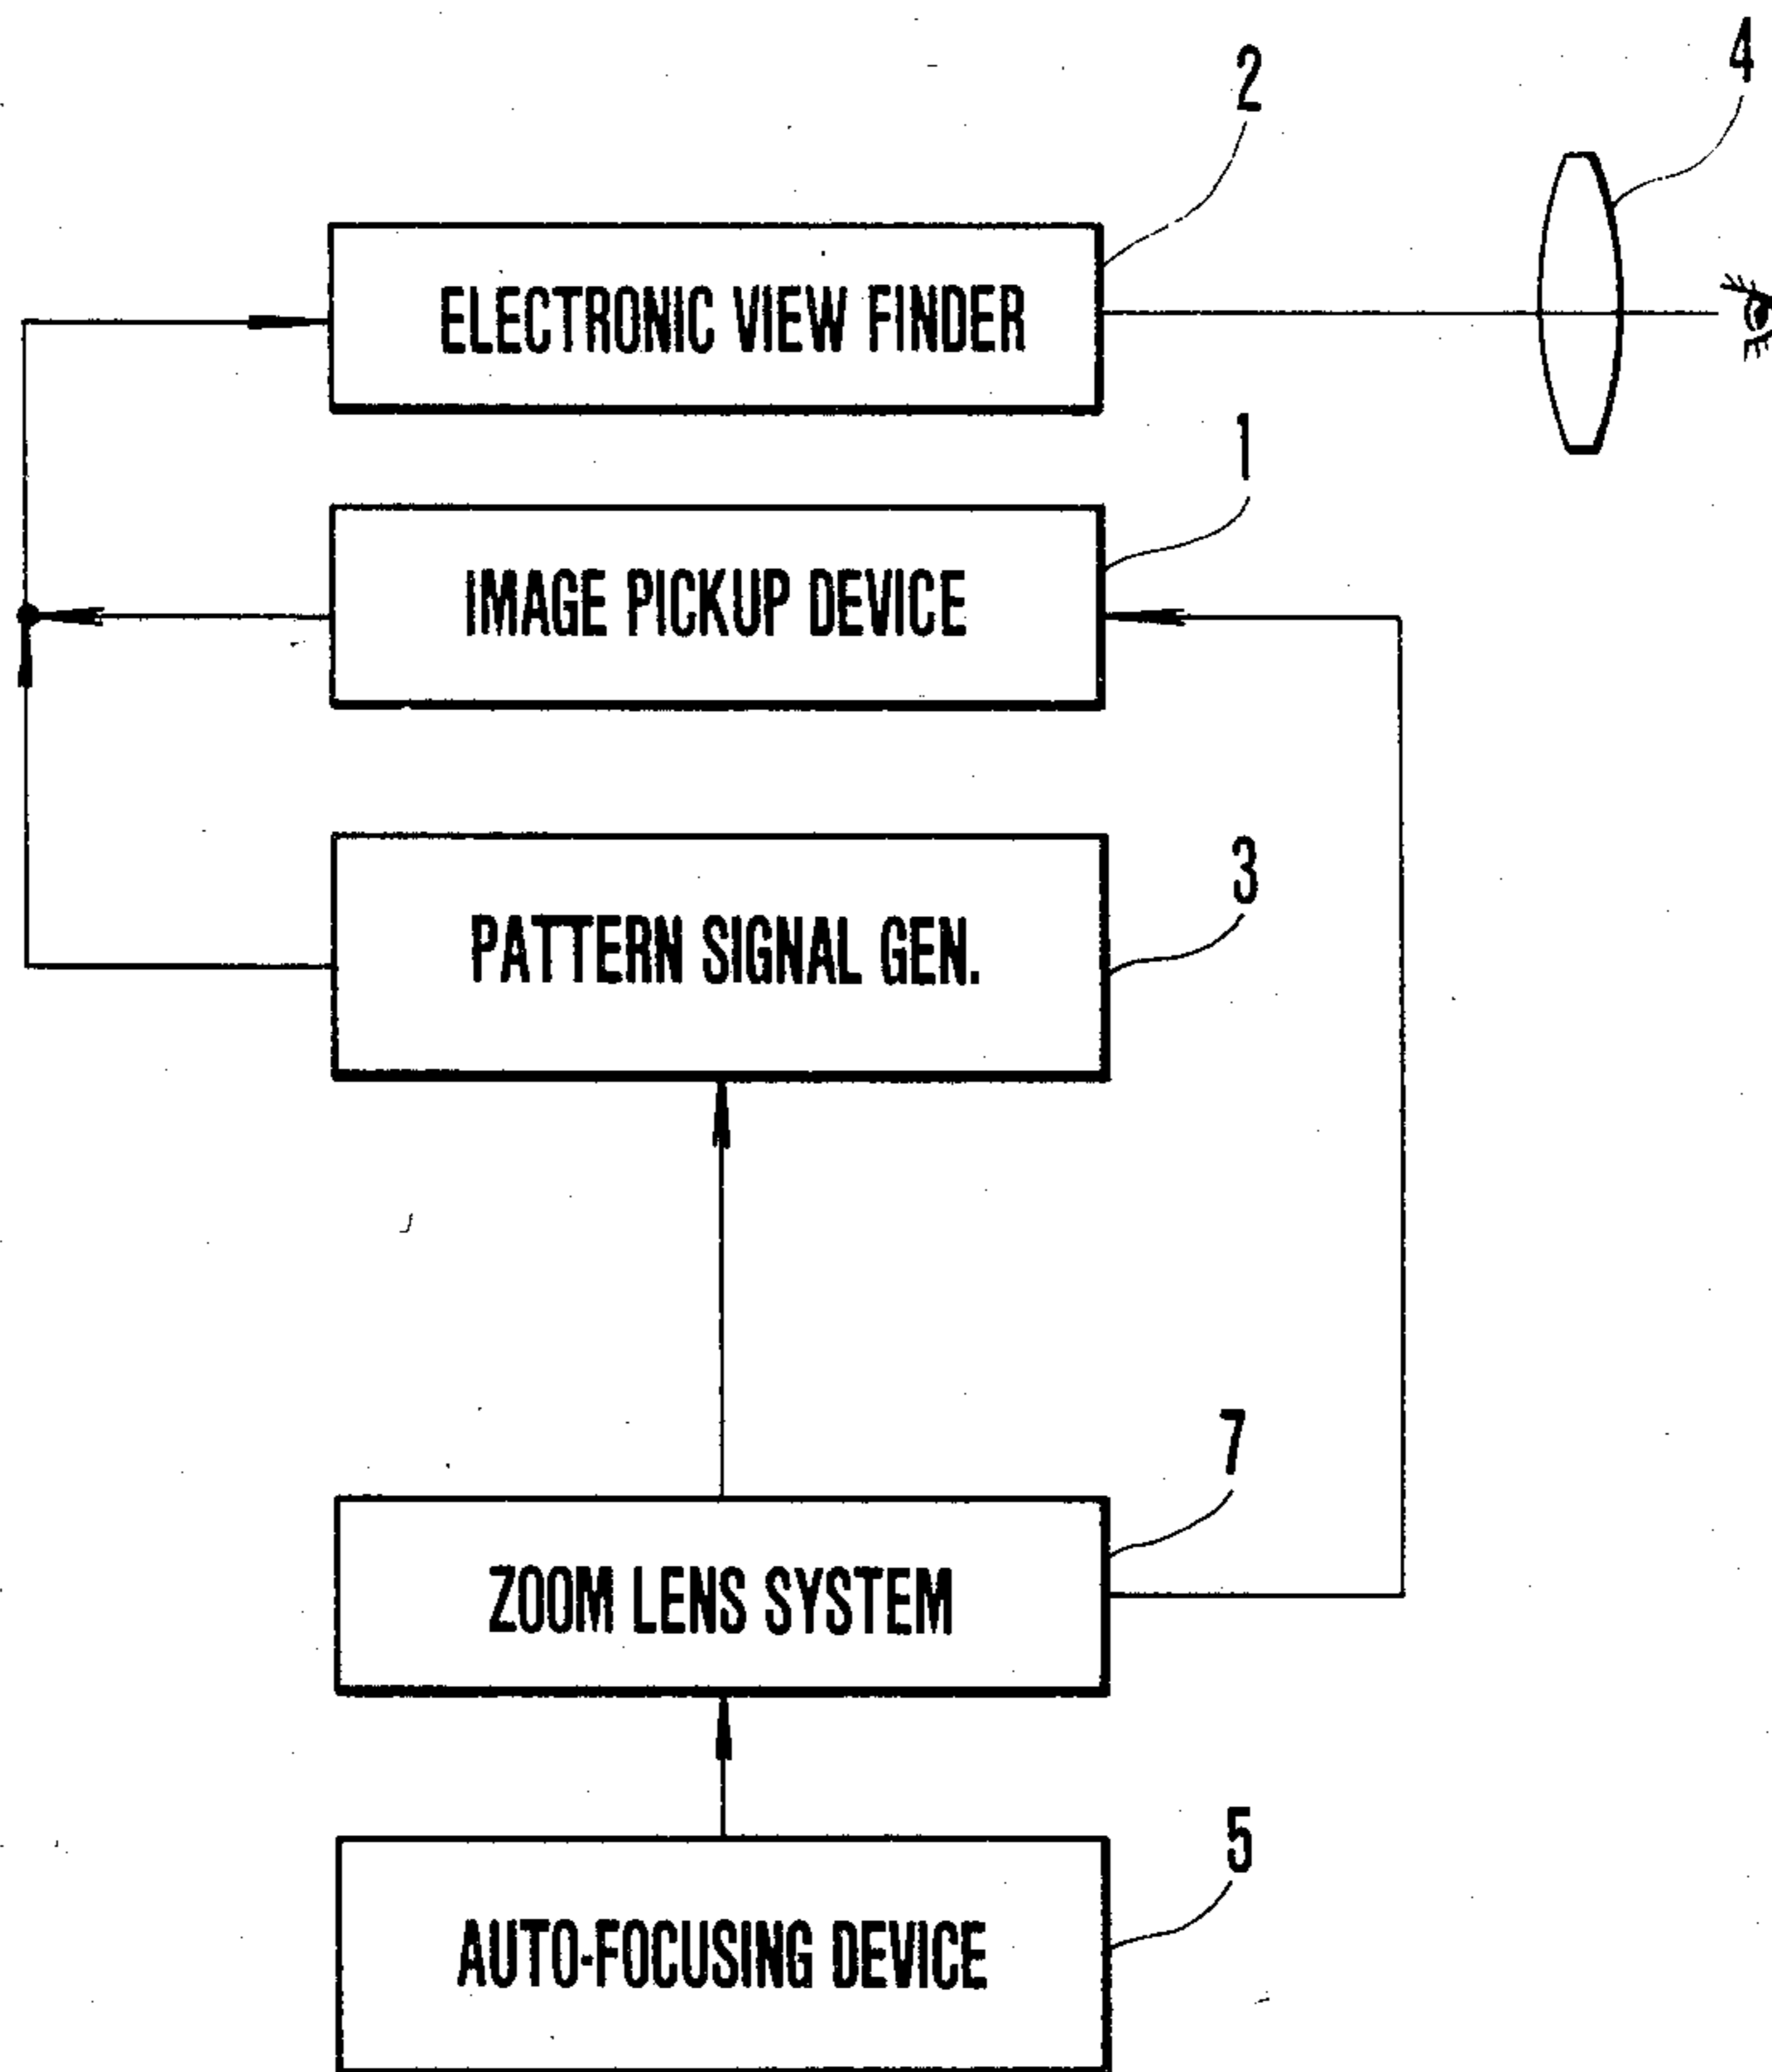 2
4
ELECTRONIC VIEW FINDER
1
IMAGE PICKUP DEVICE
3
PATTERN SIGNAL GEN.
7
ZOOM LENS SYSTEM
5
AUTO-FOCUSING DEVICE